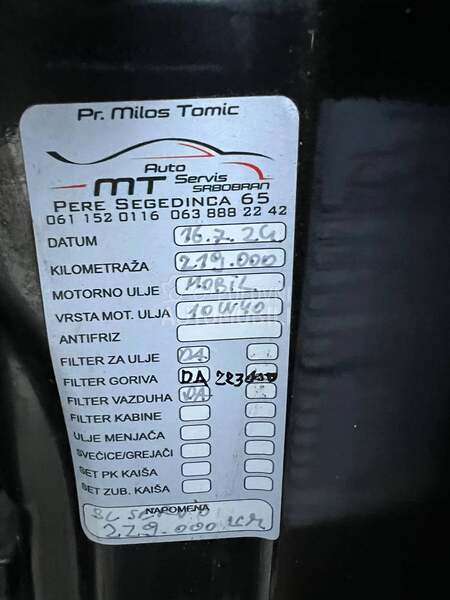 Pr. Milos Tomic
Auto
MT Servis
SRBOBRAN
PERE SEGEDINCA 65
061 152 0116 063 888 22 42
DATUM 16.7.24
KILOMETRAŽA 219.000
MOTORNO ULJE MOBIL
VRSTA MOT. ULJA 10W40
ANTIFRIZ
FILTER ZA ULJE DA
FILTER GORIVA DA 223000
FILTER VAZDUHA DA
FILTER KABINE
ULJE MENJAČA
SVEĆICE/GREJAČI
SET PK KAIŠA
SET ZUB. KAIŠA
NAPOMENA
229.000 KM